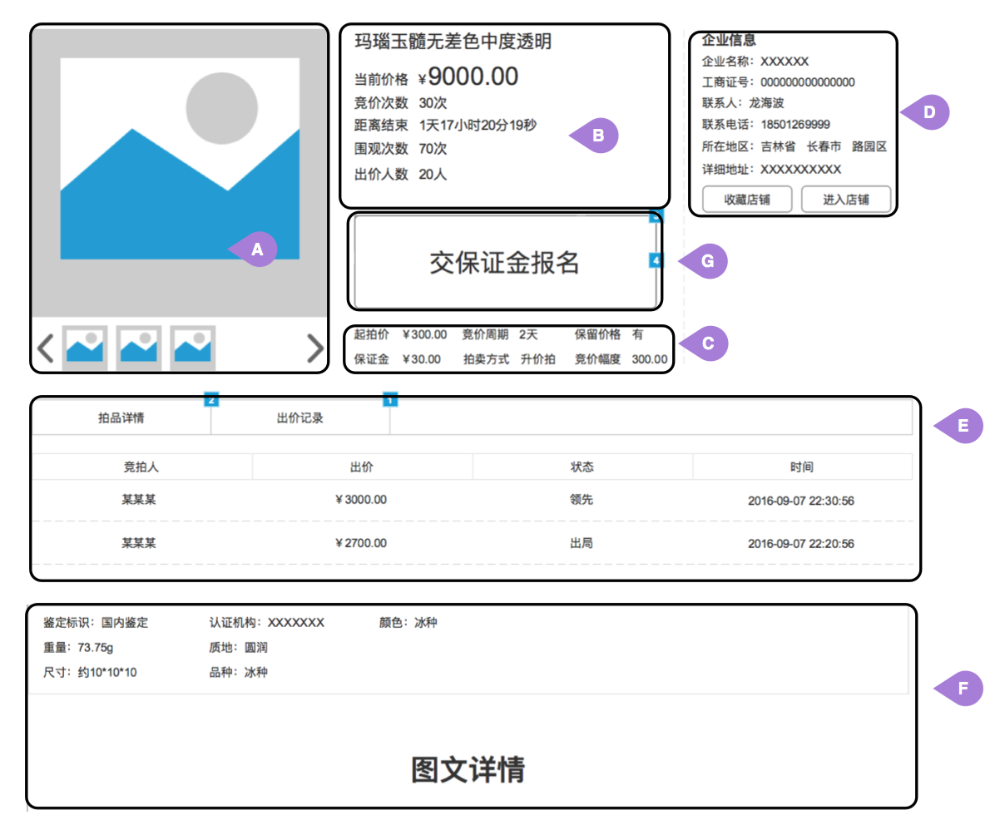 玛瑙玉髓无差色中度透明
当前价格 ¥9000.00
竞价次数 30次
距离结束 1天17小时20分19秒
围观次数 70次
出价人数 20人
B
企业信息
企业名称：XXXXXX
工商证号：000000000000000
联系人：龙海波
联系电话：18501269999
所在地区：吉林省 长春市 路园区
详细地址：XXXXXXXXXX
收藏店铺 进入店铺
D
A
3
交保证金报名
4
G
起拍价 ¥300.00 竞价周期 2天 保留价格 有
保证金 ¥30.00 拍卖方式 升价拍 竞价幅度 300.00
C
2 1
拍品详情 出价记录
E
竞拍人 出价 状态 时间
某某某 ¥3000.00 领先 2016-09-07 22:30:56
某某某 ¥2700.00 出局 2016-09-07 22:20:56
鉴定标识：国内鉴定 认证机构：XXXXXXX 颜色：冰种
重量：73.75g 质地：圆润
尺寸：约10*10*10 品种：冰种
F
图文详情